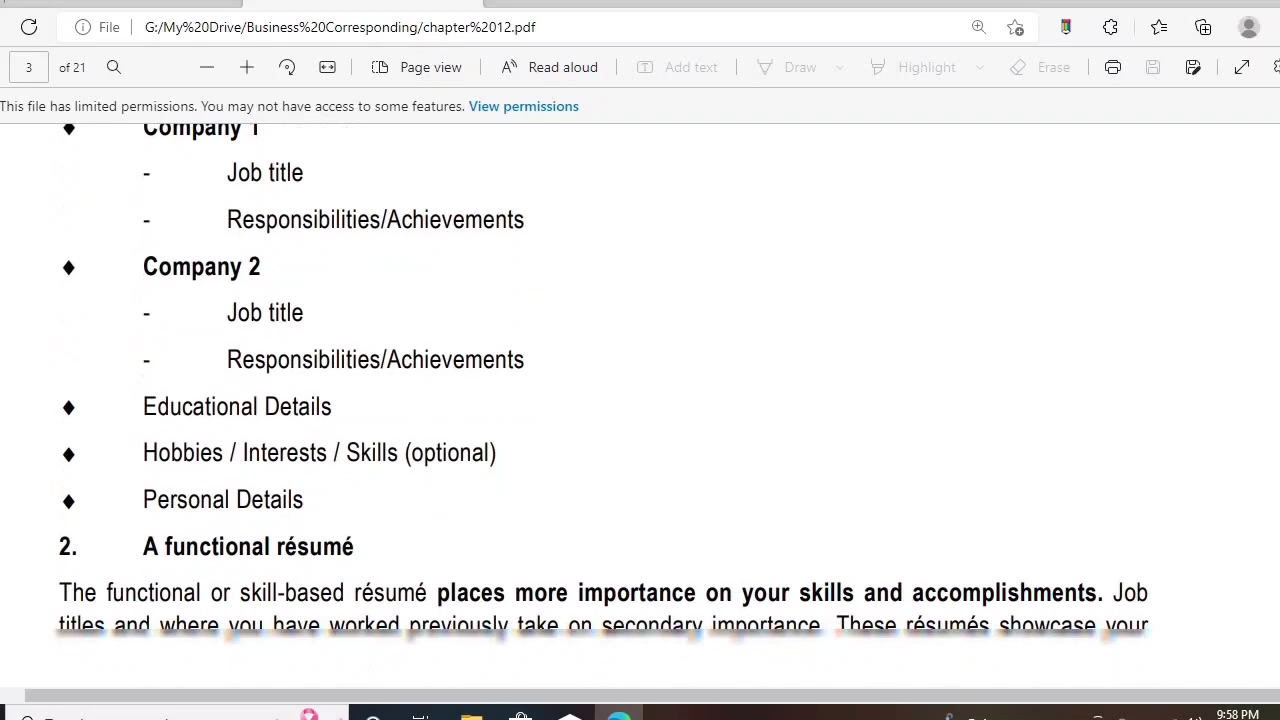 File G:/My%20Drive/Business%20Corresponding/chapter%2012.pdf
3 of 21 Page view Read aloud Add text Draw Highlight Erase
This file has limited permissions. You may not have access to some features. View permissions
♦ Company 1
- Job title
- Responsibilities/Achievements
♦ Company 2
- Job title
- Responsibilities/Achievements
♦ Educational Details
♦ Hobbies / Interests / Skills (optional)
♦ Personal Details
2. A functional résumé
The functional or skill-based résumé places more importance on your skills and accomplishments. Job
titles and where you have worked previously take on secondary importance. These résumés showcase your
9:58 PM